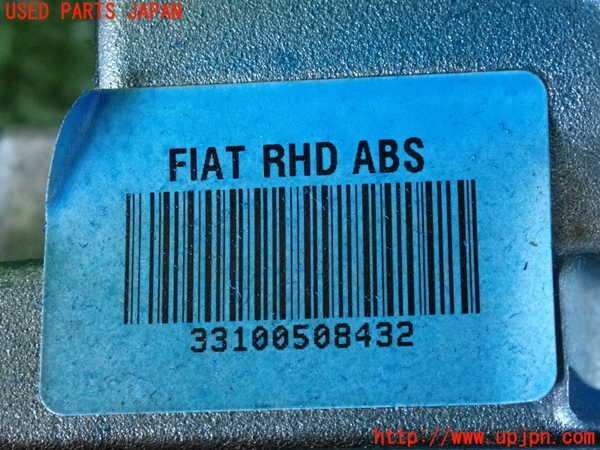 USED PARTS JAPAN
FIAT RHD ABS
33100508432
http://www.upjpn.com